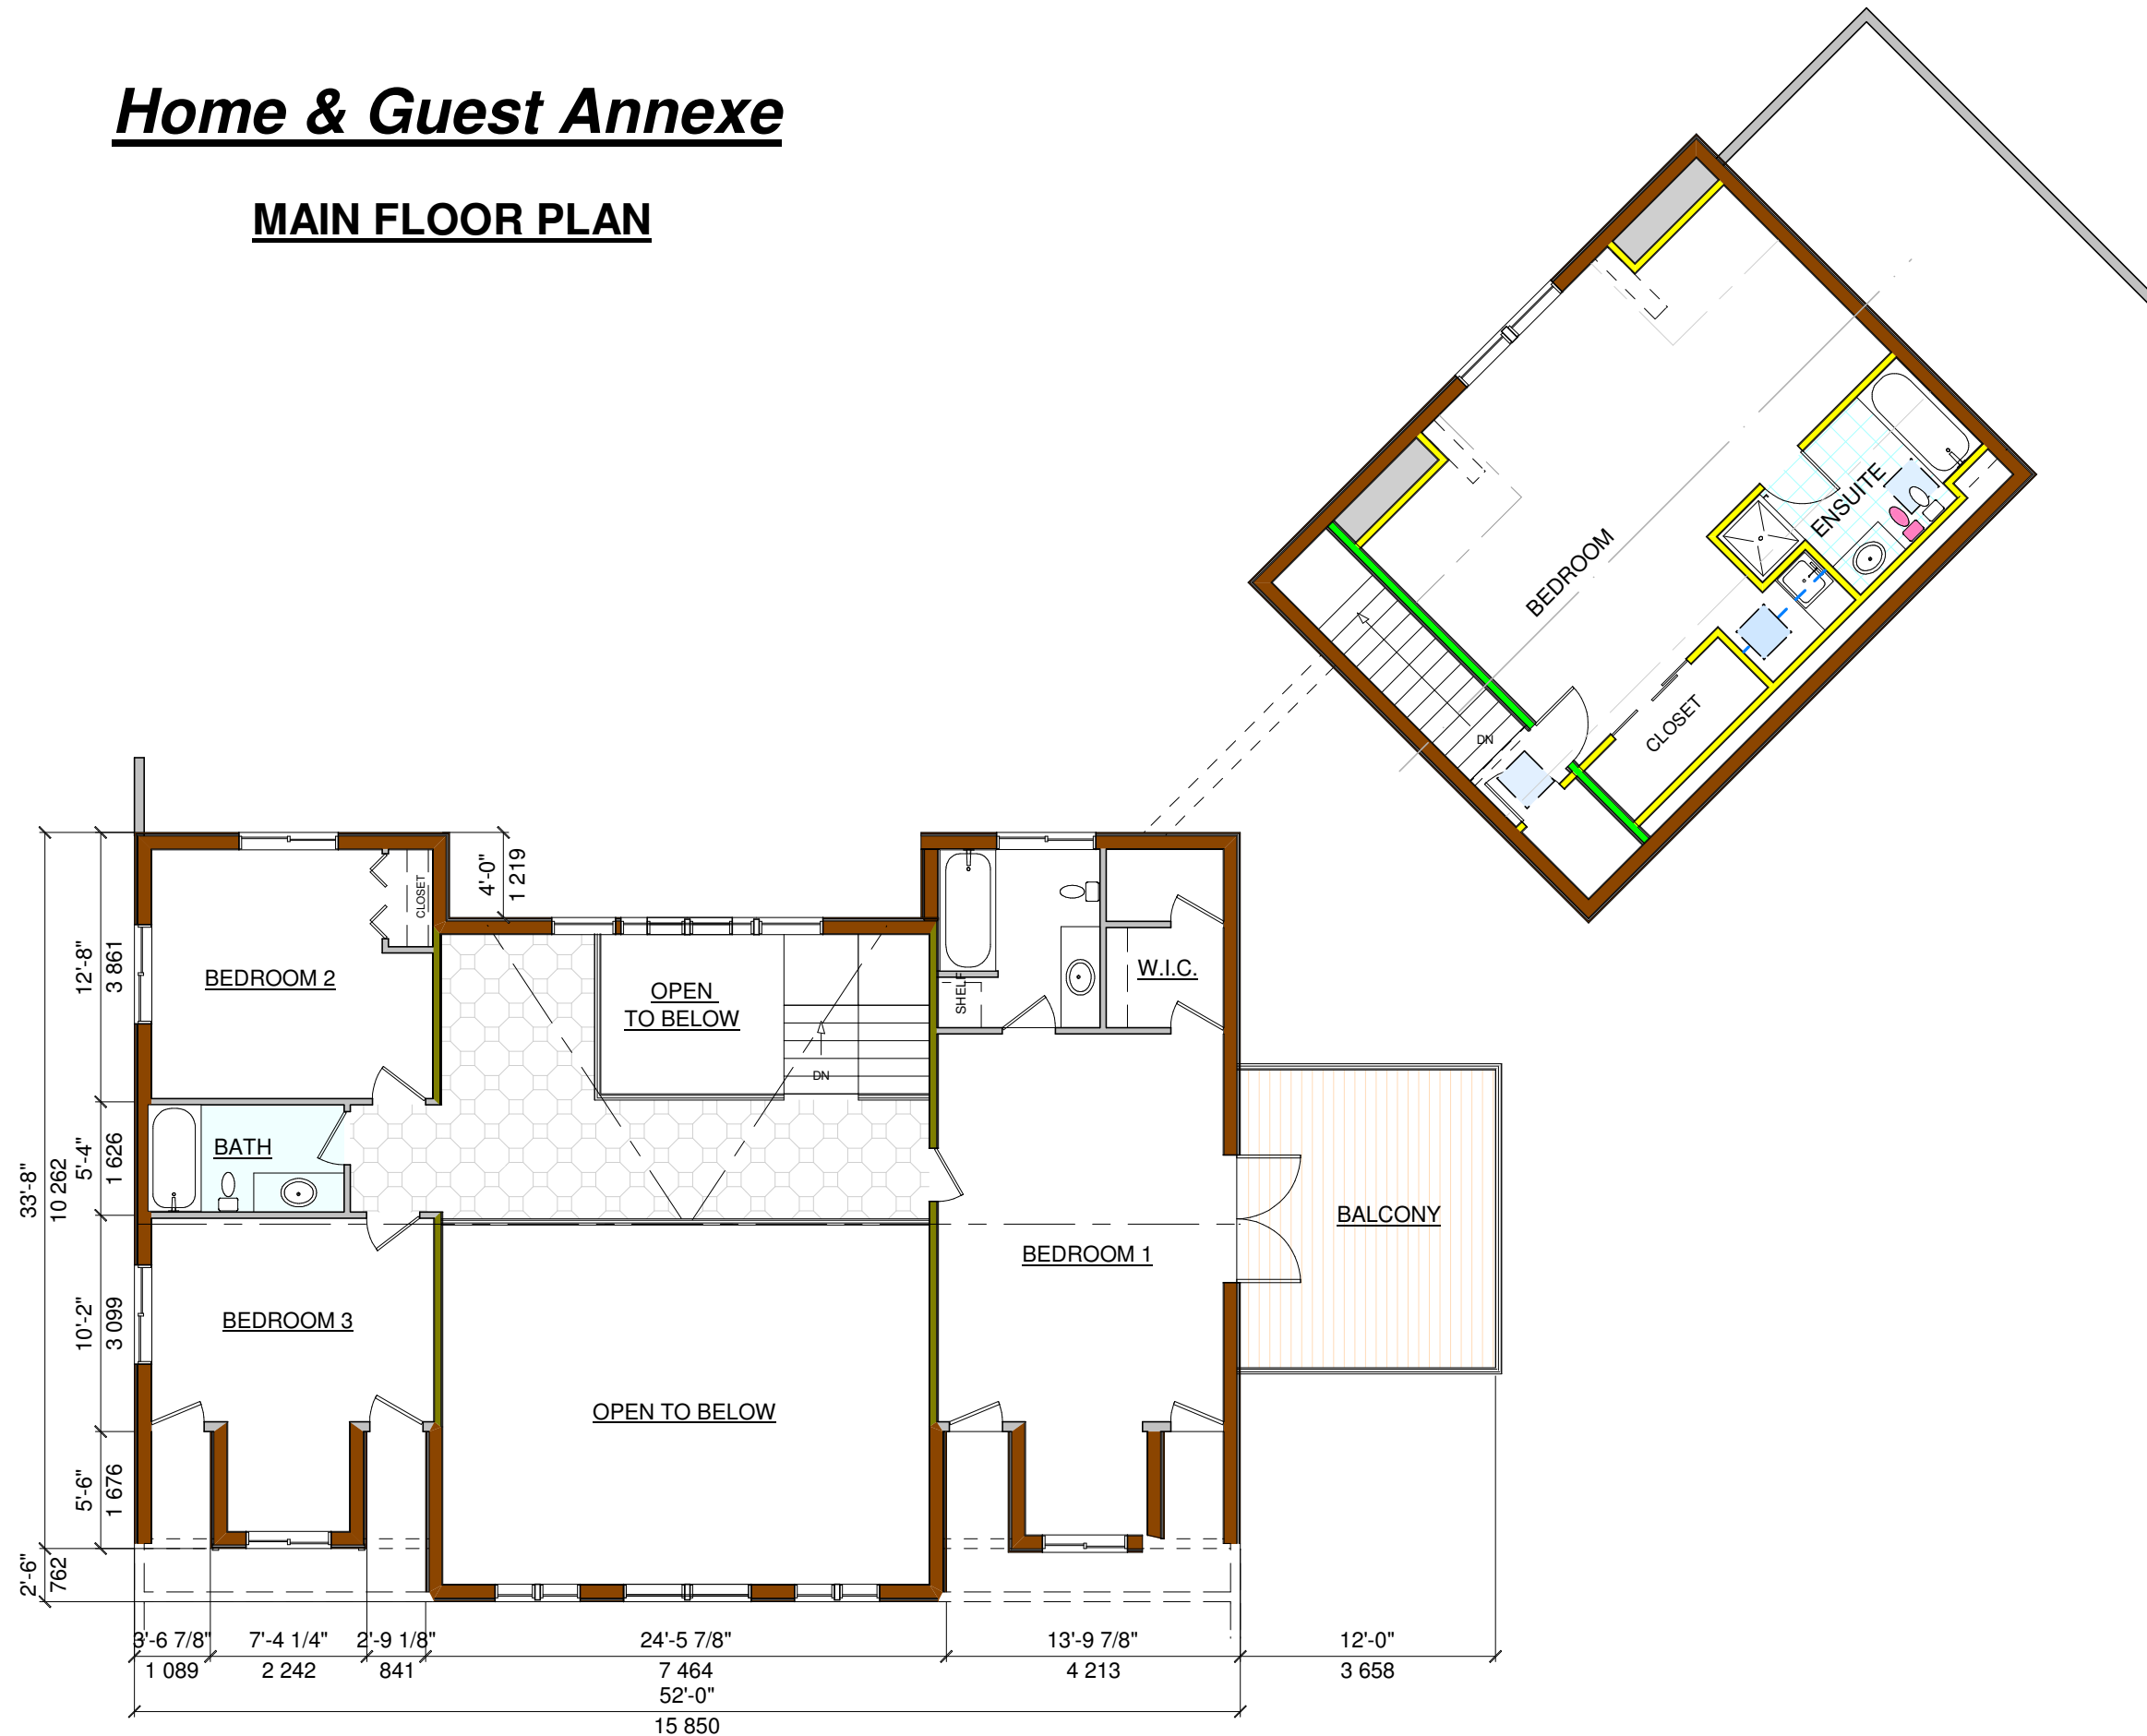 Home & Guest Annexe
MAIN FLOOR PLAN
BEDROOM
ENSUITE
CLOSET
DN
4'-0"
1 219
CLOSET
BEDROOM 2
OPEN
TO BELOW
DN
SHELF
W.I.C.
BATH
BEDROOM 3
OPEN TO BELOW
BEDROOM 1
BALCONY
33'-8"
10 262
12'-8"
3 861
5'-4"
1 626
10'-2"
3 099
5'-6"
1 676
2'-6"
762
3'-6 7/8" 7'-4 1/4" 2'-9 1/8" 24'-5 7/8" 13'-9 7/8" 12'-0"
1 089 2 242 841 7 464 4 213 3 658
52'-0"
15 850